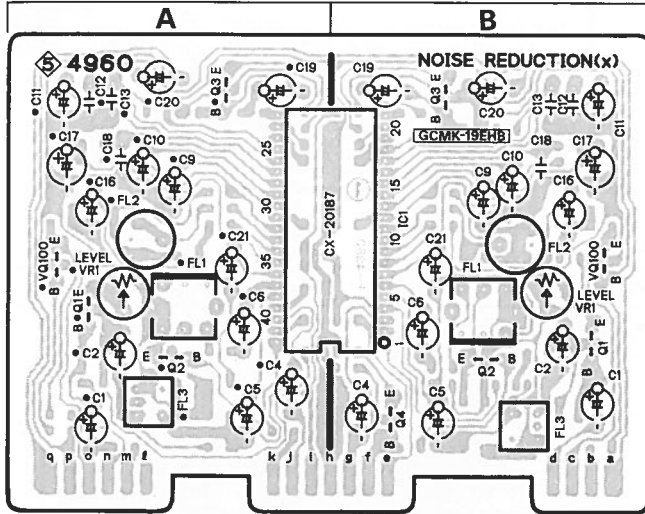 A B
5 4960 NOISE REDUCTION(x)
C19 C19
C11 C12 C13 C20 Q3 E B
B Q3 E C20 C13 C12 C11
GCMK-19EHB
C17 C18 C10 C9 25 20
C9 C10 C18 C17
C16 FL2 30 15 C16
CX-20187
10 IC1
C21 C21 FL2
VQ100 E B VQ100 E B
LEVEL VR1 FL1 35 FL1 LEVEL VR1
B Q1 E C6 40 5 C6 E Q1 B
1
C2 E B Q2 E B Q2 C2
C4 C5 FL3 C1
C4 E Q4 B C5 FL3 C1
q p o n m ℓ k j i h g f d c b a